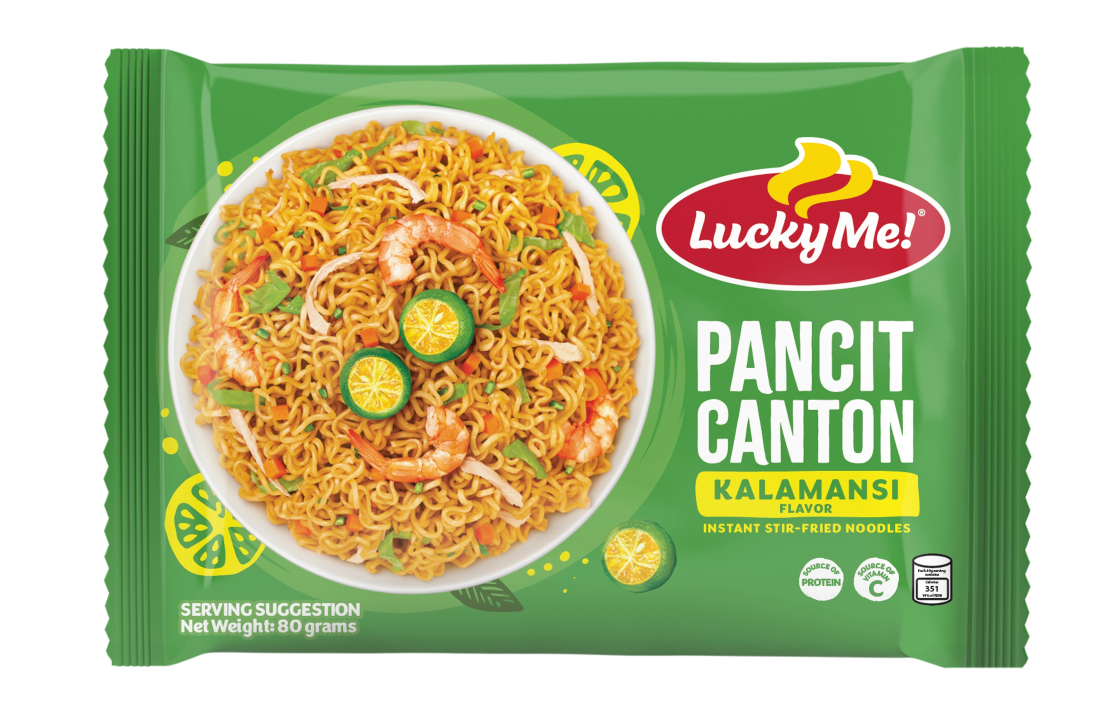 Lucky Me!®
PANCIT
CANTON
KALAMANSI
FLAVOR
INSTANT STIR-FRIED NOODLES
SOURCE OF
PROTEIN
SOURCE OF
VITAMIN
C
Calories
351
SERVING SUGGESTION
Net Weight: 80 grams